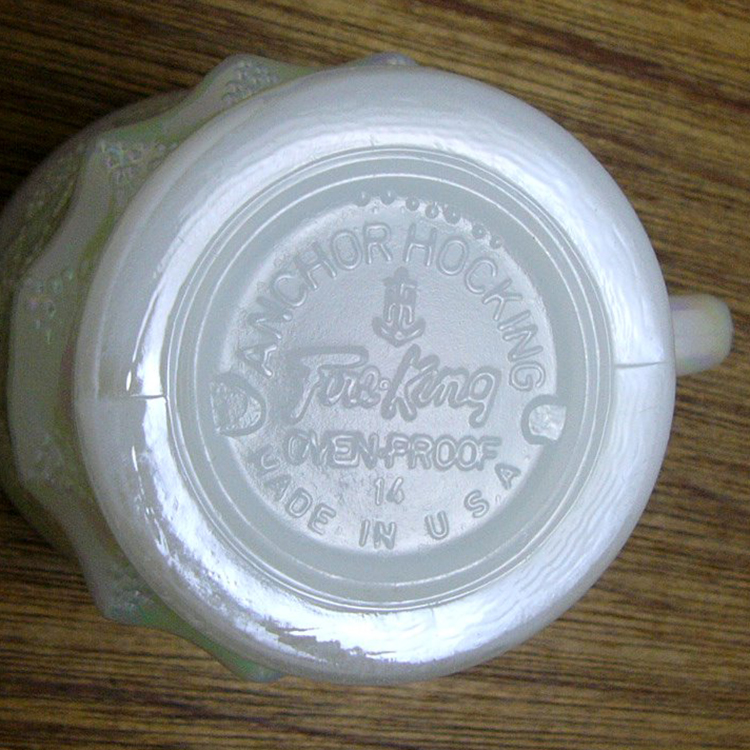 ANCHOR HOCKING
Fire-King
OVEN-PROOF
14
MADE IN U.S.A